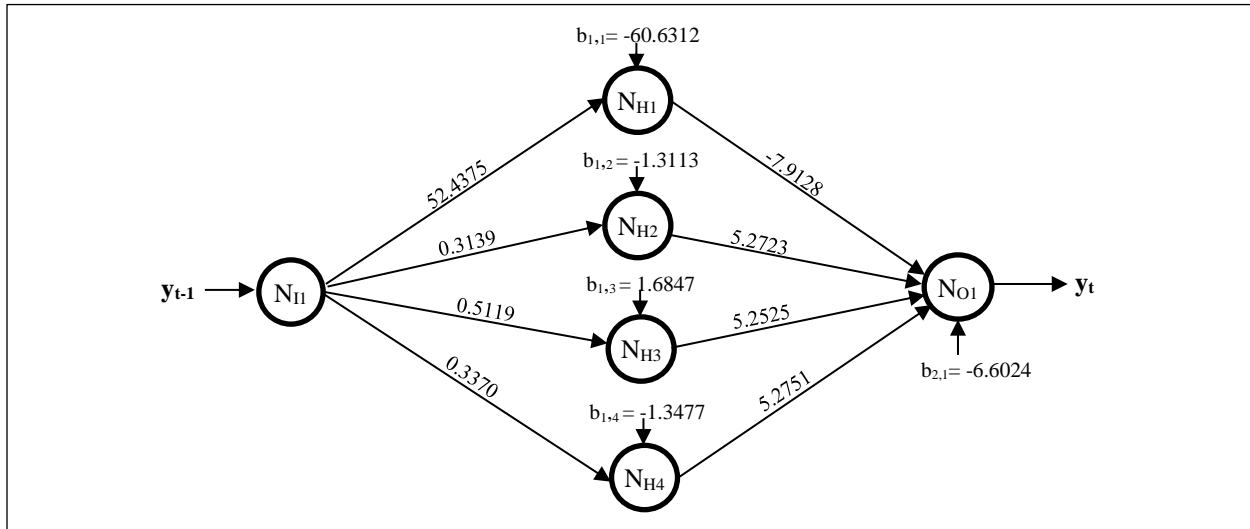 b1,1= -60.6312
NH1
52.4375
-7.9128
b1,2= -1.3113
NH2
0.3139
5.2723
yt-1
NI1
b1,3 = 1.6847
NH3
0.5119
5.2525
NO1
yt
b2,1= -6.6024
0.3370
5.2751
b1,4 = -1.3477
NH4